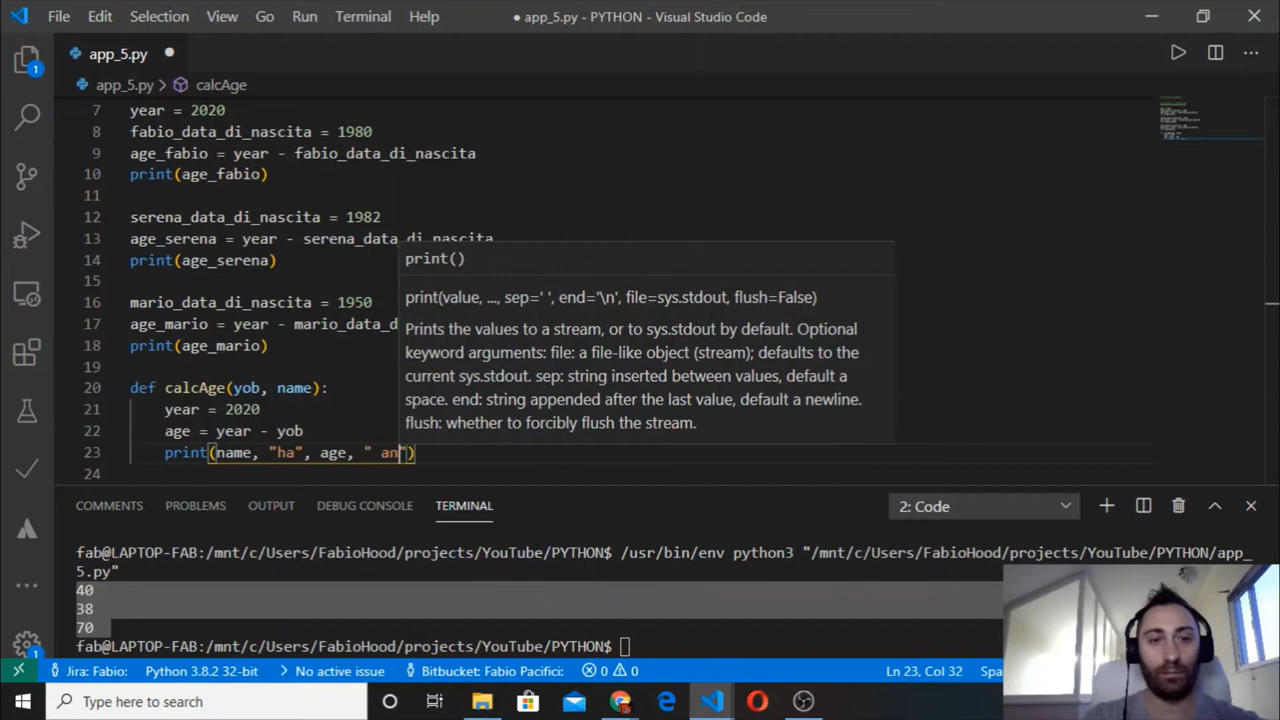 File Edit Selection View Go Run Terminal Help ● app_5.py - PYTHON - Visual Studio Code
app_5.py ●
app_5.py > calcAge
7 year = 2020
8 fabio_data_di_nascita = 1980
9 age_fabio = year - fabio_data_di_nascita
10 print(age_fabio)
11
12 serena_data_di_nascita = 1982
13 age_serena = year - serena_data_di_nascita
14 print(age_serena)
15
16 mario_data_di_nascita = 1950
17 age_mario = year - mario_data_d
18 print(age_mario)
19
20 def calcAge(yob, name):
21 year = 2020
22 age = year - yob
23 print(name, "ha", age, " an")
24
print()
print(value, ..., sep=' ', end='\n', file=sys.stdout, flush=False)
Prints the values to a stream, or to sys.stdout by default. Optional
keyword arguments: file: a file-like object (stream); defaults to the
current sys.stdout. sep: string inserted between values, default a
space. end: string appended after the last value, default a newline.
flush: whether to forcibly flush the stream.
COMMENTS PROBLEMS OUTPUT DEBUG CONSOLE TERMINAL 2: Code
fab@LAPTOP-FAB:/mnt/c/Users/FabioHood/projects/YouTube/PYTHON$ /usr/bin/env python3 "/mnt/c/Users/FabioHood/projects/YouTube/PYTHON/app_
5.py"
40
38
70
fab@LAPTOP-FAB:/mnt/c/Users/FabioHood/projects/YouTube/PYTHON$
1
1
Jira: Fabio: Python 3.8.2 32-bit No active issue Bitbucket: Fabio Pacifici: 0 0 Ln 23, Col 32 Spa
Type here to search